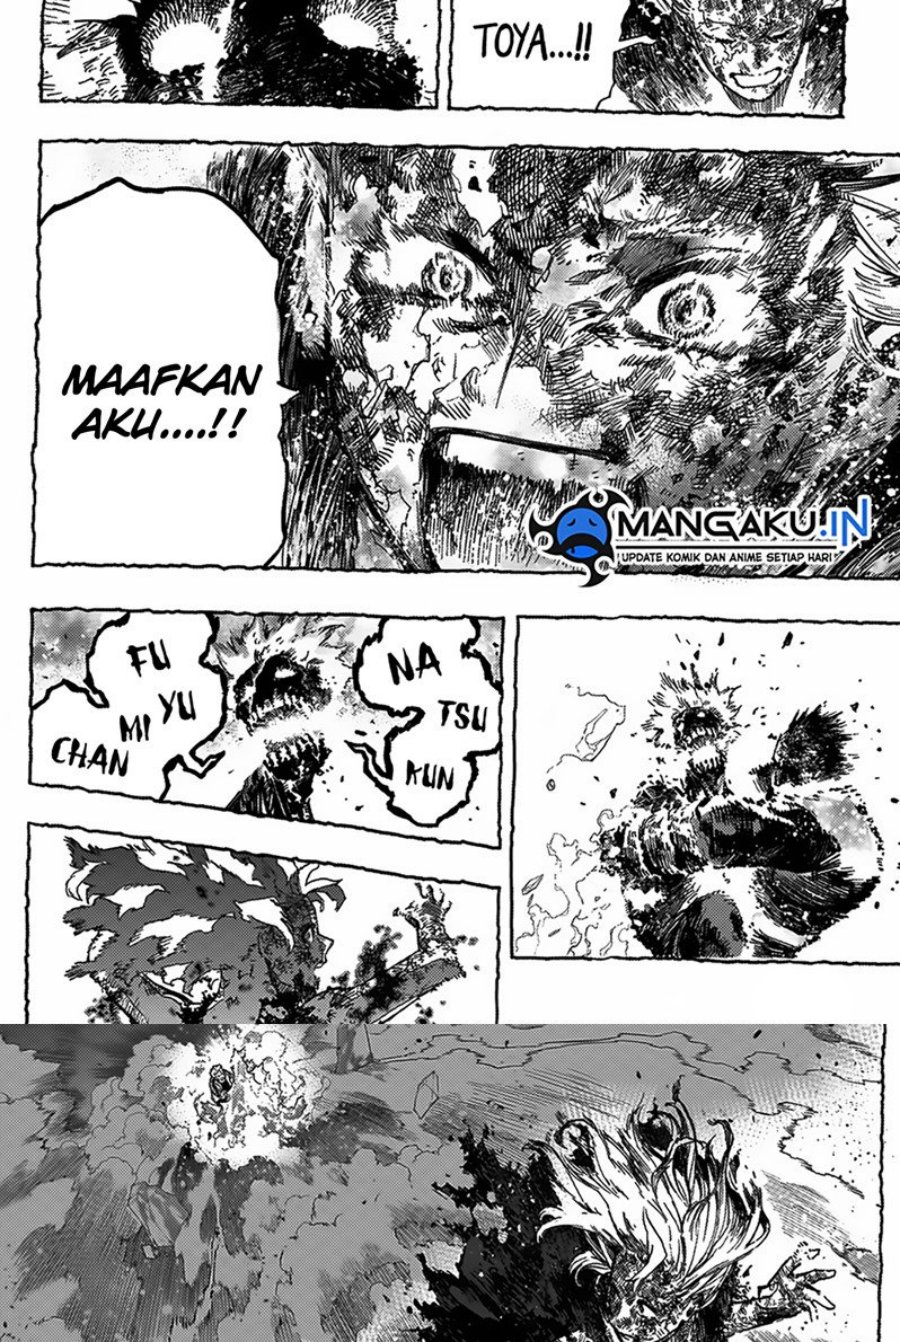 TOYA...!!
MAAFKAN
AKU....!!
MANGAKU.IN
UPDATE KOMIK DAN ANIME SETIAP HARI
NA
TSU
KUN
FU
YU
MI
CHAN